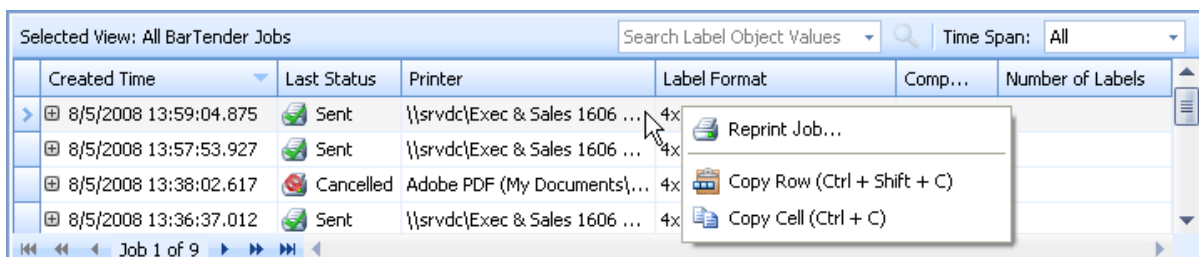 Selected View: All BarTender Jobs Search Label Object Values Time Span: All
Created Time Last Status Printer Label Format Comp... Number of Labels
8/5/2008 13:59:04.875 Sent \\srvdc\Exec & Sales 1606 ... 4x
Reprint Job...
8/5/2008 13:57:53.927 Sent \\srvdc\Exec & Sales 1606 ... 4x
8/5/2008 13:38:02.617 Cancelled Adobe PDF (My Documents\... 4x
Copy Row (Ctrl + Shift + C)
8/5/2008 13:36:37.012 Sent \\srvdc\Exec & Sales 1606 ... 4x
Copy Cell (Ctrl + C)
Job 1 of 9